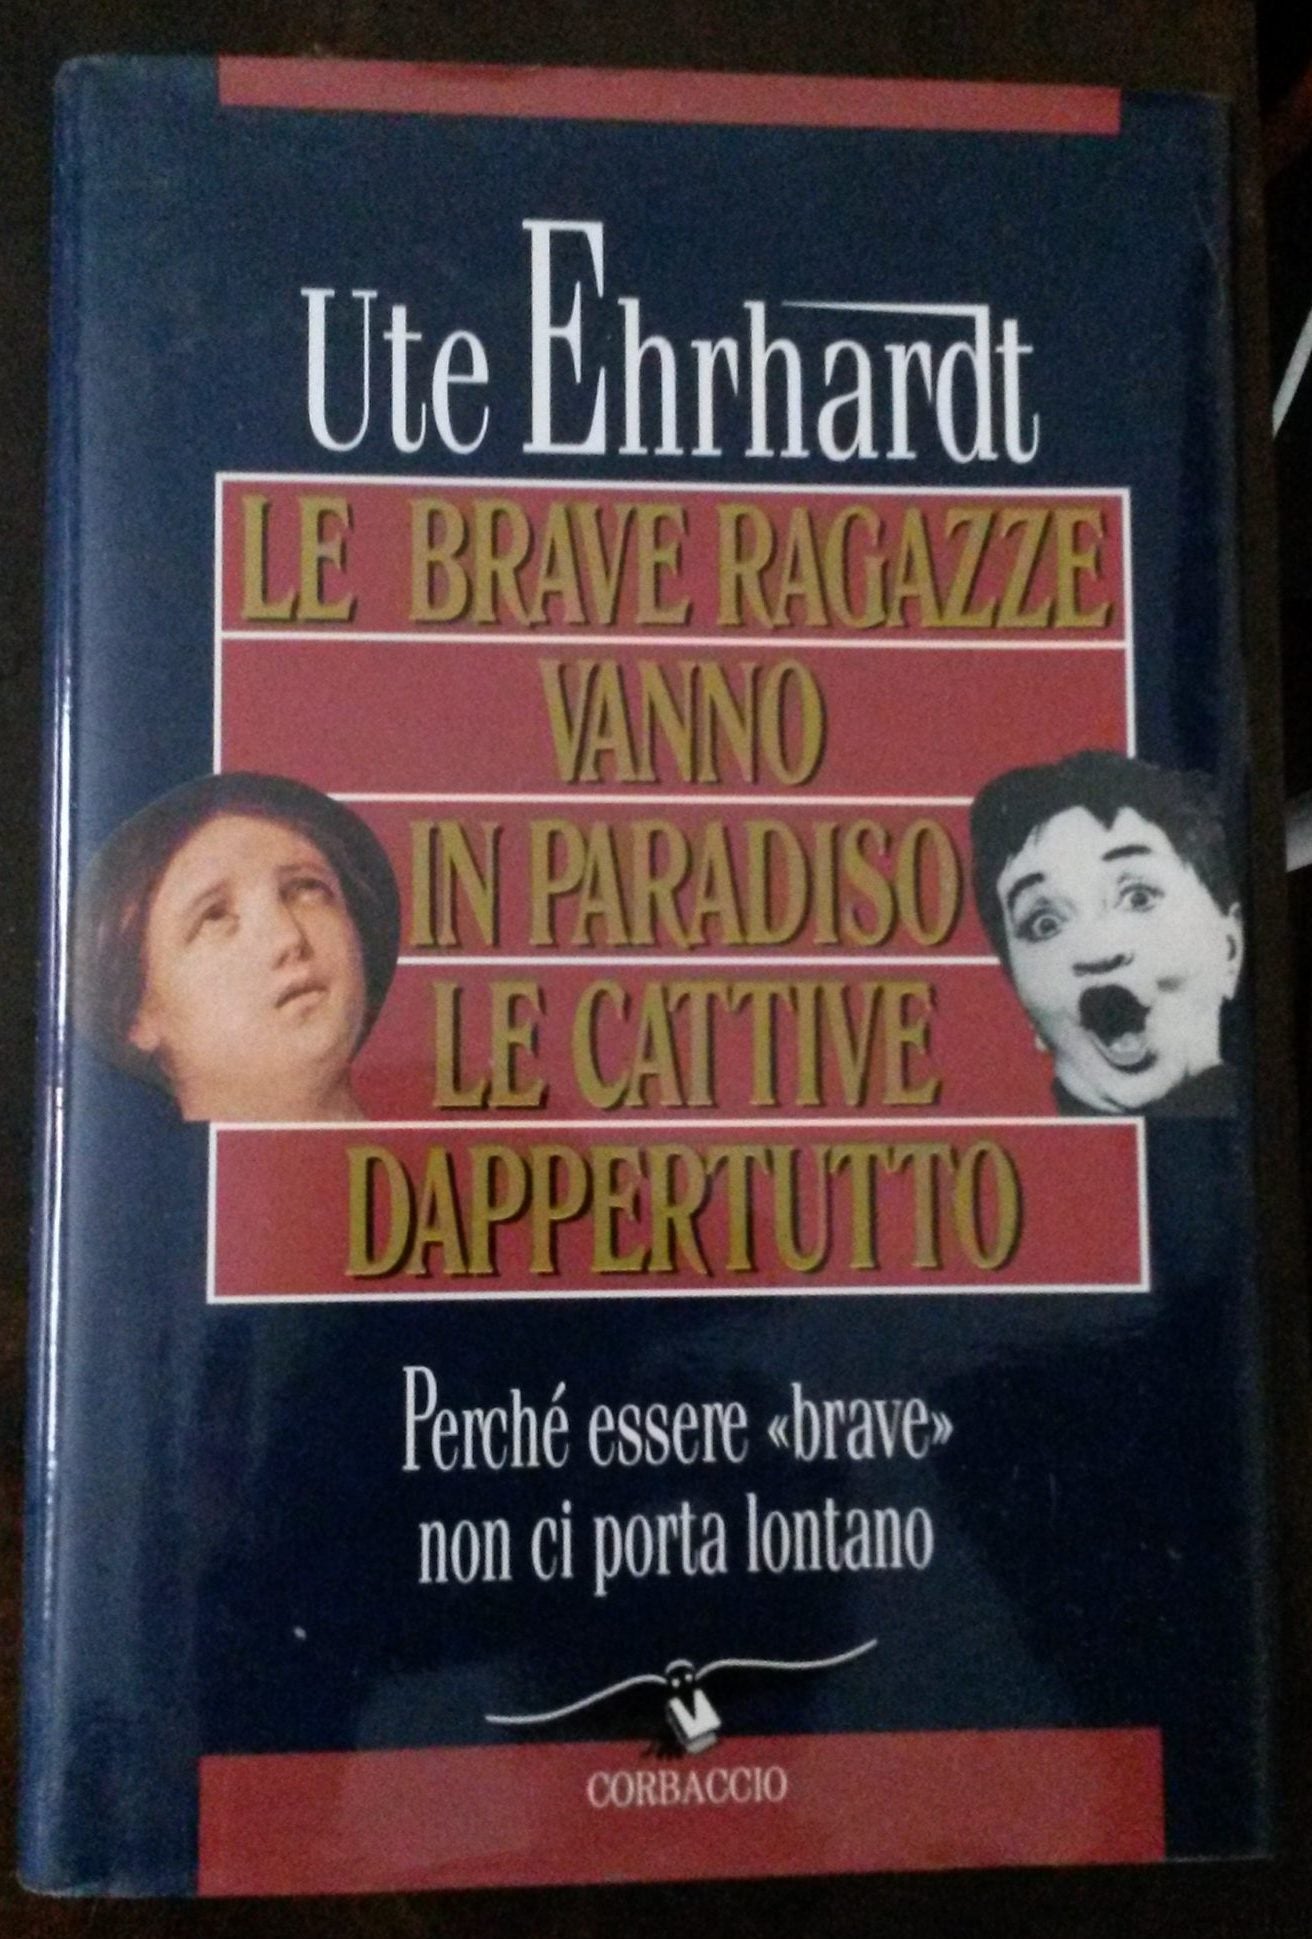 Ute Ehrhardt
LE BRAVE RAGAZZE
VANNO
IN PARADISO
LE CATTIVE
DAPPERTUTTO
Perché essere «brave»
non ci porta lontano
CORBACCIO